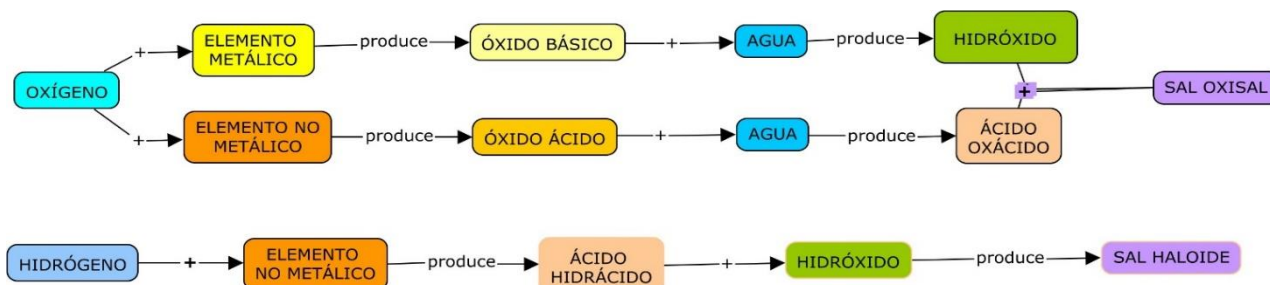 OXÍGENO
+
ELEMENTO
METÁLICO
produce
ÓXIDO BÁSICO
+
AGUA
produce
HIDRÓXIDO
+
ELEMENTO NO
METÁLICO
produce
ÓXIDO ÁCIDO
+
AGUA
produce
ÁCIDO
OXÁCIDO
+
SAL OXISAL
HIDRÓGENO
+
ELEMENTO
NO METÁLICO
produce
ÁCIDO
HIDRÁCIDO
+
HIDRÓXIDO
produce
SAL HALOIDE